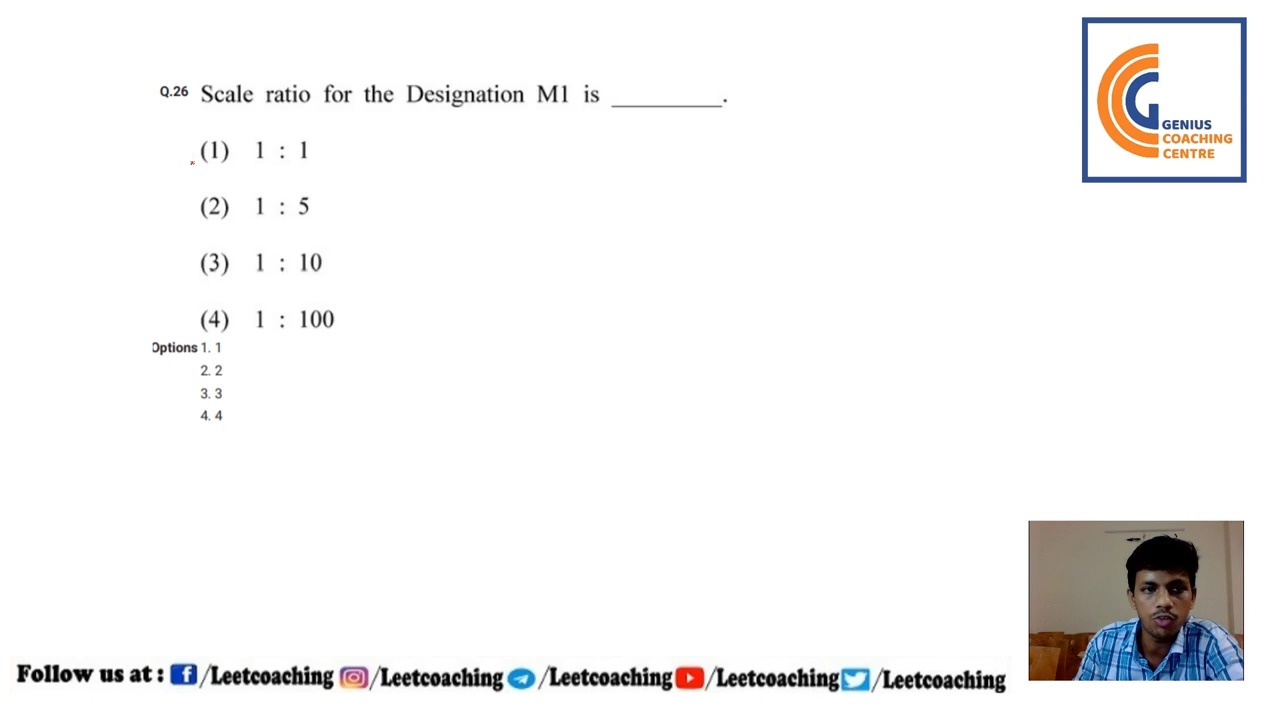 Q.26 Scale ratio for the Designation M1 is _________.
(1) 1 : 1
(2) 1 : 5
(3) 1 : 10
(4) 1 : 100
Options 1. 1
2. 2
3. 3
4. 4
GENIUS
COACHING
CENTRE
Follow us at : /Leetcoaching /Leetcoaching /Leetcoaching /Leetcoaching /Leetcoaching